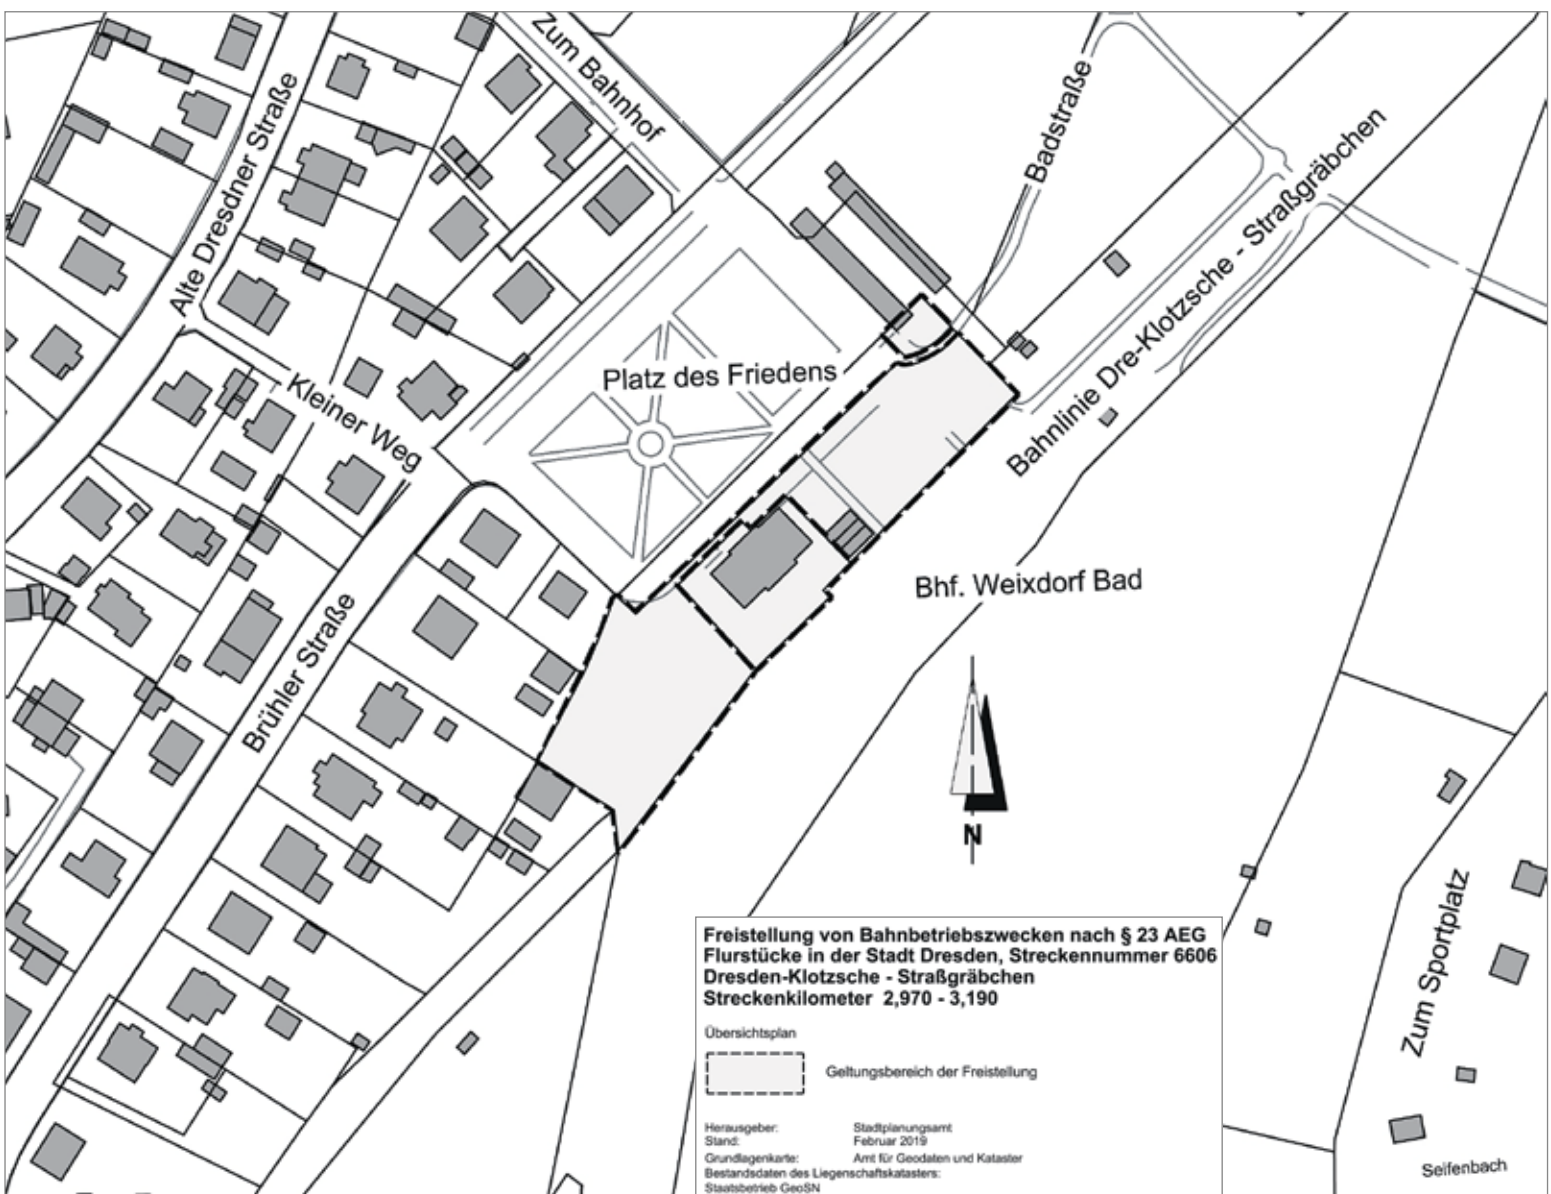 Zum Bahnhof
Alte Dresdner Straße
Badstraße
Bahnlinie Dre-Klotzsche - Straßgräbchen
Platz des Friedens
Kleiner Weg
Bhf. Weixdorf Bad
Brühler Straße
N
Zum Sportplatz
Seifenbach
Freistellung von Bahnbetriebszwecken nach § 23 AEG
Flurstücke in der Stadt Dresden, Streckennummer 6606
Dresden-Klotzsche - Straßgräbchen
Streckenkilometer 2,970 - 3,190
Übersichtsplan
Geltungsbereich der Freistellung
Herausgeber: Stadtplanungsamt
Stand: Februar 2019
Grundlagenkarte: Amt für Geodaten und Kataster
Bestandsdaten des Liegenschaftskatasters:
Staatsbetrieb GeoSN